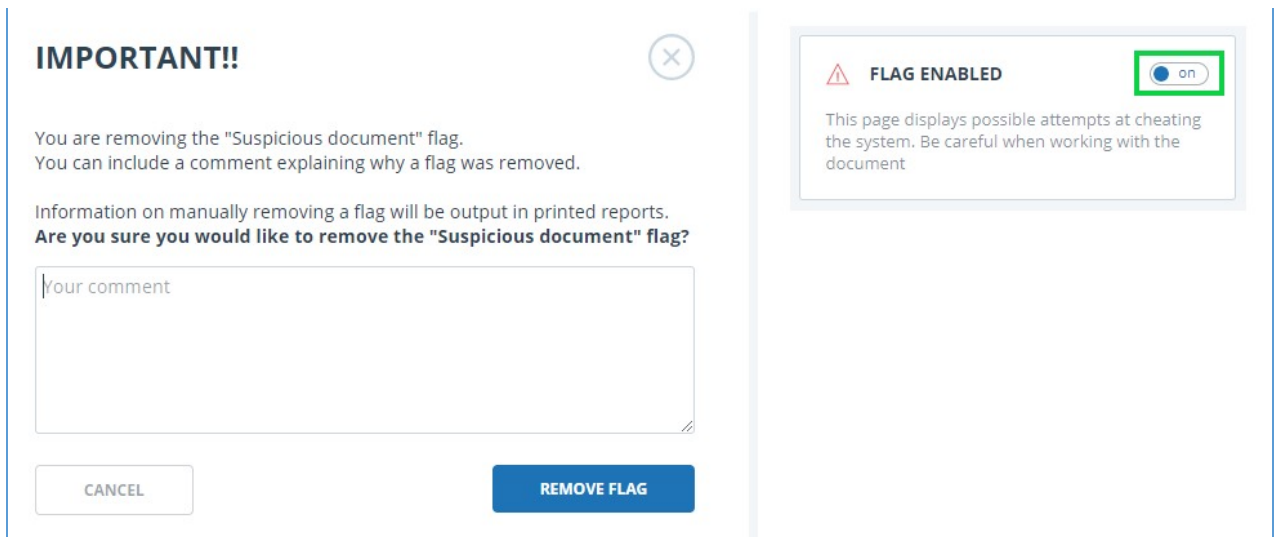 IMPORTANT!!
You are removing the "Suspicious document" flag.
You can include a comment explaining why a flag was removed.
Information on manually removing a flag will be output in printed reports.
Are you sure you would like to remove the "Suspicious document" flag?
Your comment
CANCEL
REMOVE FLAG
FLAG ENABLED
on
This page displays possible attempts at cheating
the system. Be careful when working with the
document